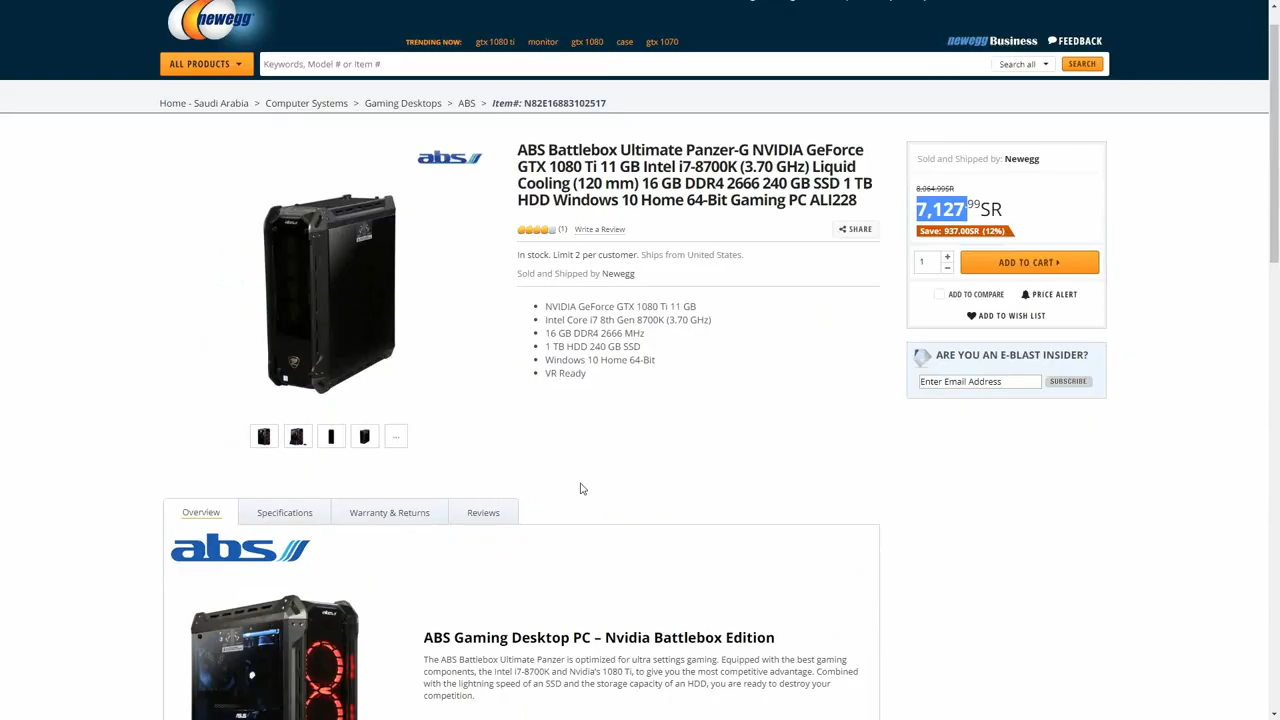 newegg
TRENDING NOW: gtx 1080 ti monitor gtx 1080 case gtx 1070
newegg Business FEEDBACK
ALL PRODUCTS Keywords, Model # or Item # Search all SEARCH
Home - Saudi Arabia > Computer Systems > Gaming Desktops > ABS > Item#: N82E16883102517
abs
ABS Battlebox Ultimate Panzer-G NVIDIA GeForce
GTX 1080 Ti 11 GB Intel i7-8700K (3.70 GHz) Liquid
Cooling (120 mm) 16 GB DDR4 2666 240 GB SSD 1 TB
HDD Windows 10 Home 64-Bit Gaming PC ALI228
(1) Write a Review SHARE
In stock. Limit 2 per customer. Ships from United States.
Sold and Shipped by Newegg
• NVIDIA GeForce GTX 1080 Ti 11 GB
• Intel Core i7 8th Gen 8700K (3.70 GHz)
• 16 GB DDR4 2666 MHz
• 1 TB HDD 240 GB SSD
• Windows 10 Home 64-Bit
• VR Ready
Sold and Shipped by: Newegg
8,064.99SR
7,127.99SR
Save: 937.00SR (12%)
1 + - ADD TO CART
ADD TO COMPARE PRICE ALERT
ADD TO WISH LIST
ARE YOU AN E-BLAST INSIDER?
Enter Email Address SUBSCRIBE
...
Overview Specifications Warranty & Returns Reviews
abs
ABS Gaming Desktop PC – Nvidia Battlebox Edition
The ABS Battlebox Ultimate Panzer is optimized for ultra settings gaming. Equipped with the best gaming
components, the Intel i7-8700K and Nvidia's 1080 Ti, to give you the most competitive advantage. Combined
with the lightning speed of an SSD and the storage capacity of an HDD, you are ready to destroy your
competition.